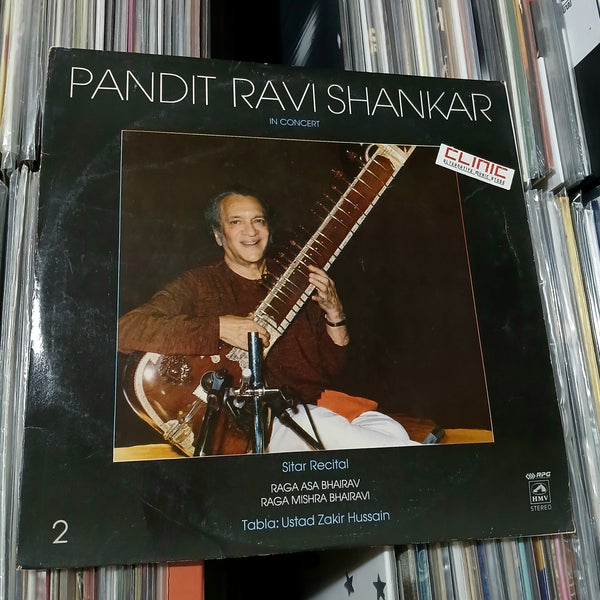 PANDIT RAVI SHANKAR
IN CONCERT
CLINIC
ALTERNATIVE MUSIC STORE
Sitar Recital
RAGA ASA BHAIRAV
RAGA MISHRA BHAIRAVI
Tabla: Ustad Zakir Hussain
2
RPG
HMV
STEREO